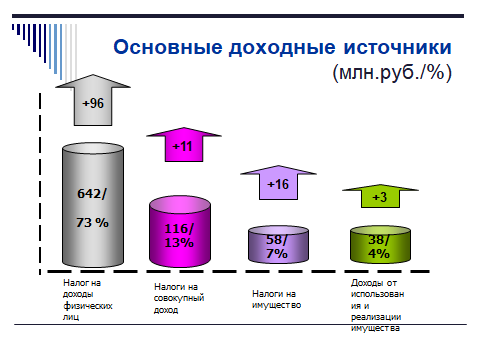 Основные доходные источники
(млн.руб./%)
+96
+11
+16
+3
642/
73 %
116/
13%
58/
7%
38/
4%
Налог на
доходы
физических
лиц
Налоги на
совокупный
доход
Налоги на
имущество
Доходы от
использован
ия и
реализации
имущества